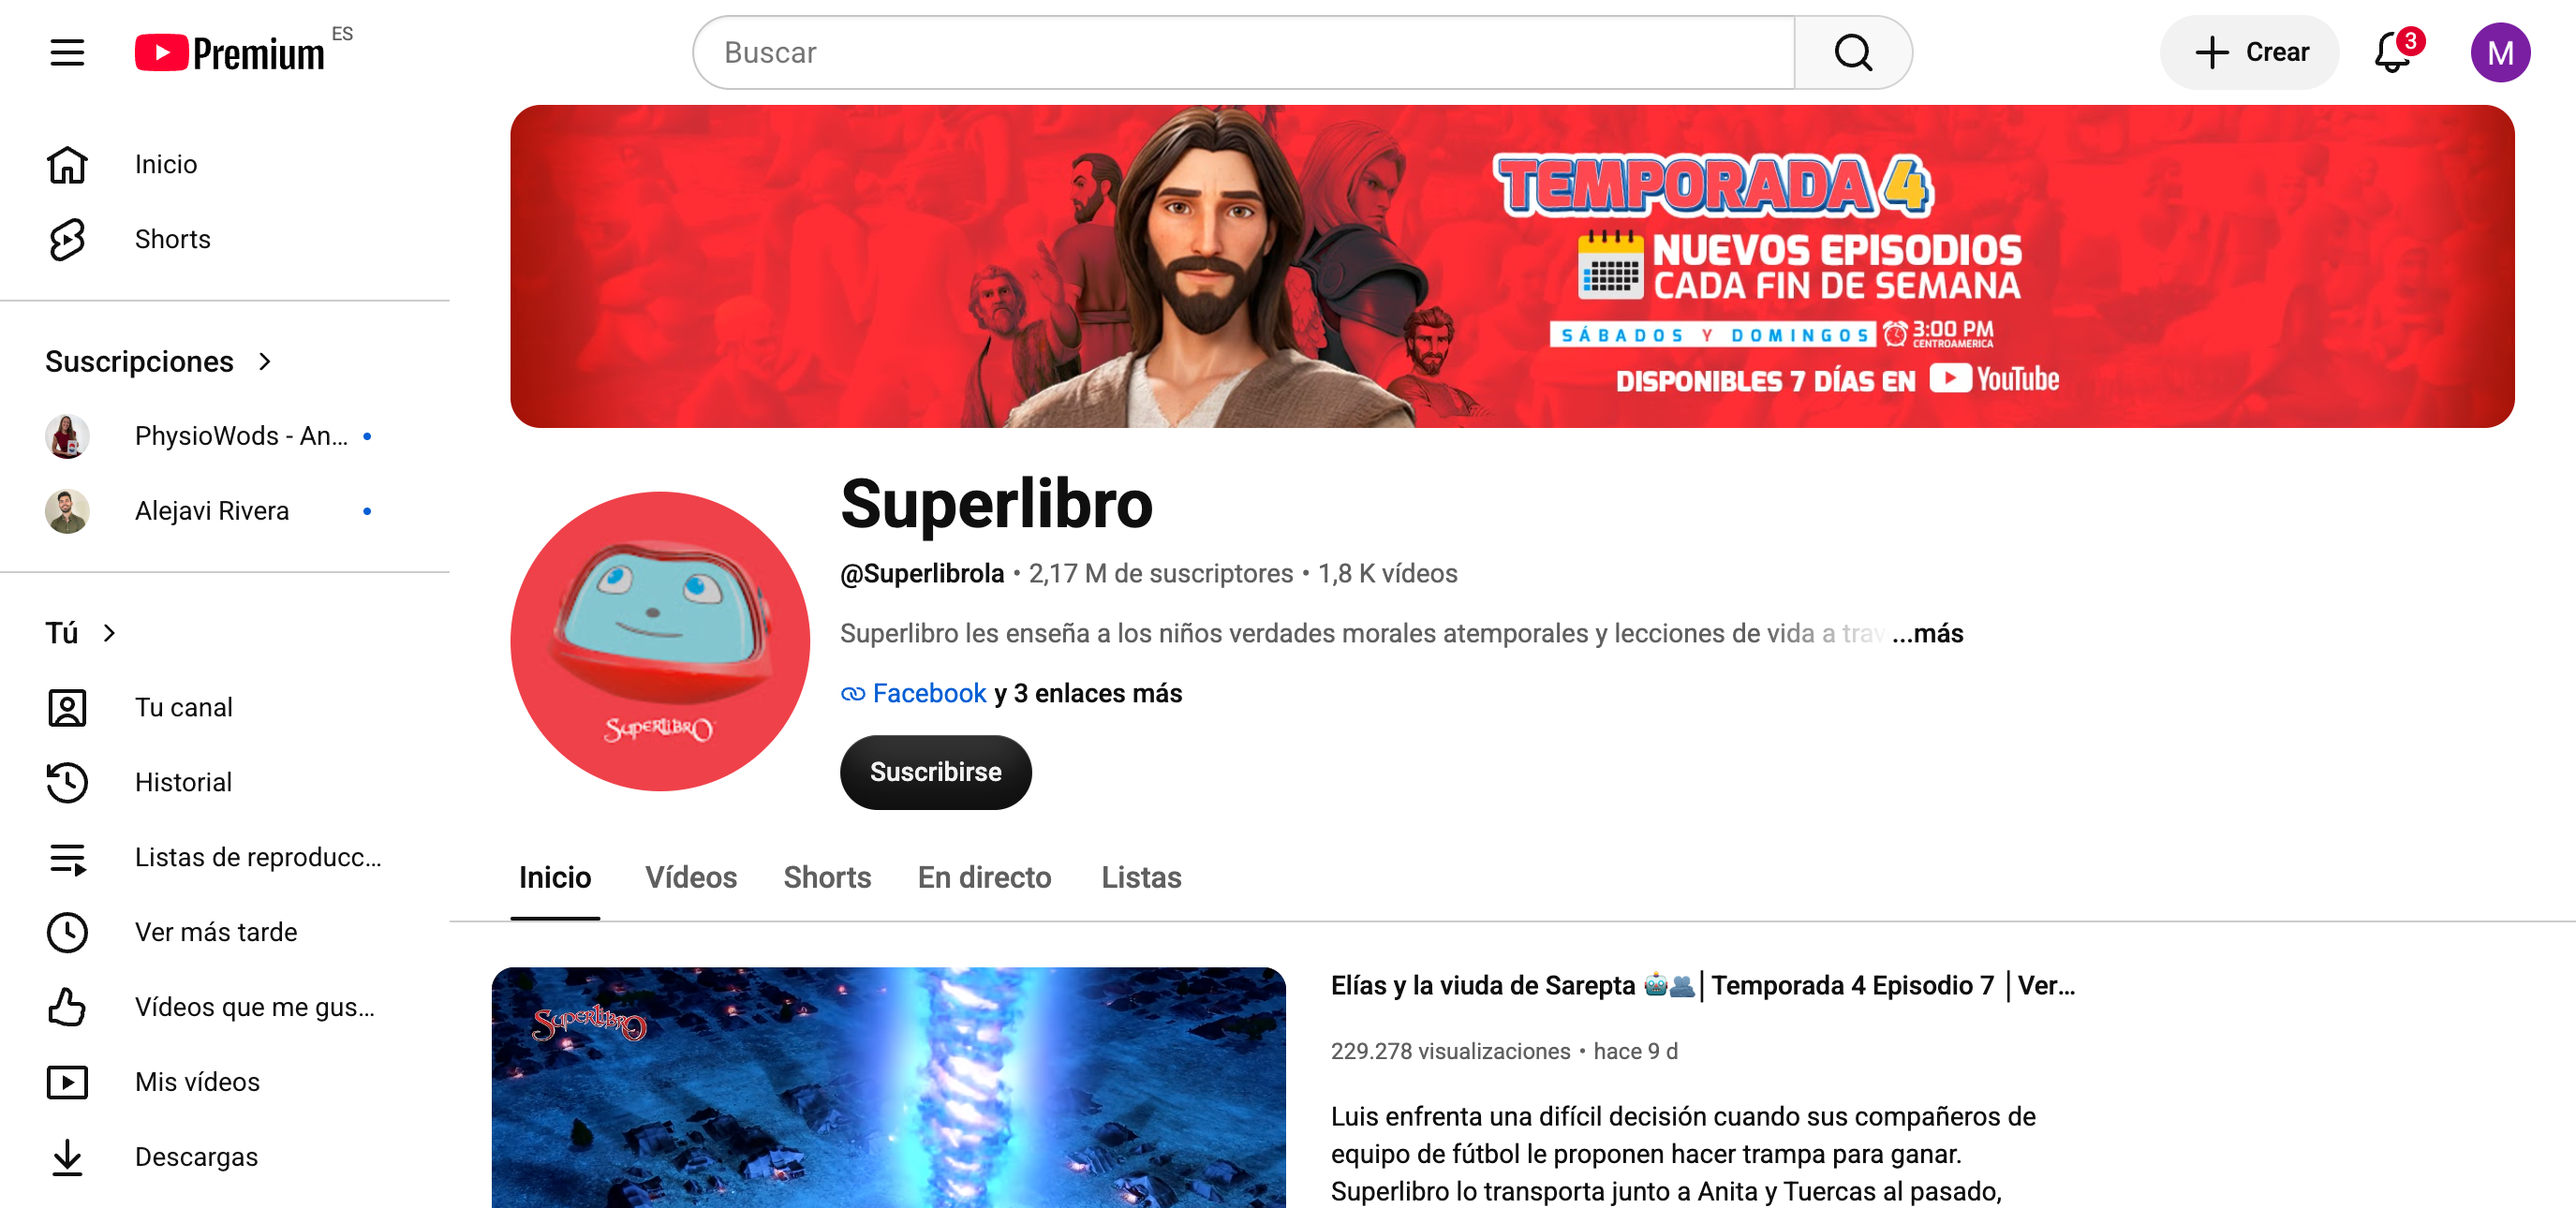 Premium ES
Buscar
Crear
3
M
Inicio
Shorts
Suscripciones
PhysioWods - An...
Alejavi Rivera
Tú
Tu canal
Historial
Listas de reproducc...
Ver más tarde
Vídeos que me gus...
Mis vídeos
Descargas
TEMPORADA 4
NUEVOS EPISODIOS
CADA FIN DE SEMANA
SÁBADOS Y DOMINGOS 3:00 PM
CENTROAMERICA
DISPONIBLES 7 DÍAS EN YouTube
SUPERLIBRO
Superlibro
@Superlibrola • 2,17 M de suscriptores • 1,8 K vídeos
Superlibro les enseña a los niños verdades morales atemporales y lecciones de vida a trav ...más
Facebook y 3 enlaces más
Suscribirse
Inicio Vídeos Shorts En directo Listas
SUPERLIBRO
Elías y la viuda de Sarepta 🤖🫂| Temporada 4 Episodio 7 | Ver...
229.278 visualizaciones • hace 9 d
Luis enfrenta una difícil decisión cuando sus compañeros de
equipo de fútbol le proponen hacer trampa para ganar.
Superlibro lo transporta junto a Anita y Tuercas al pasado,